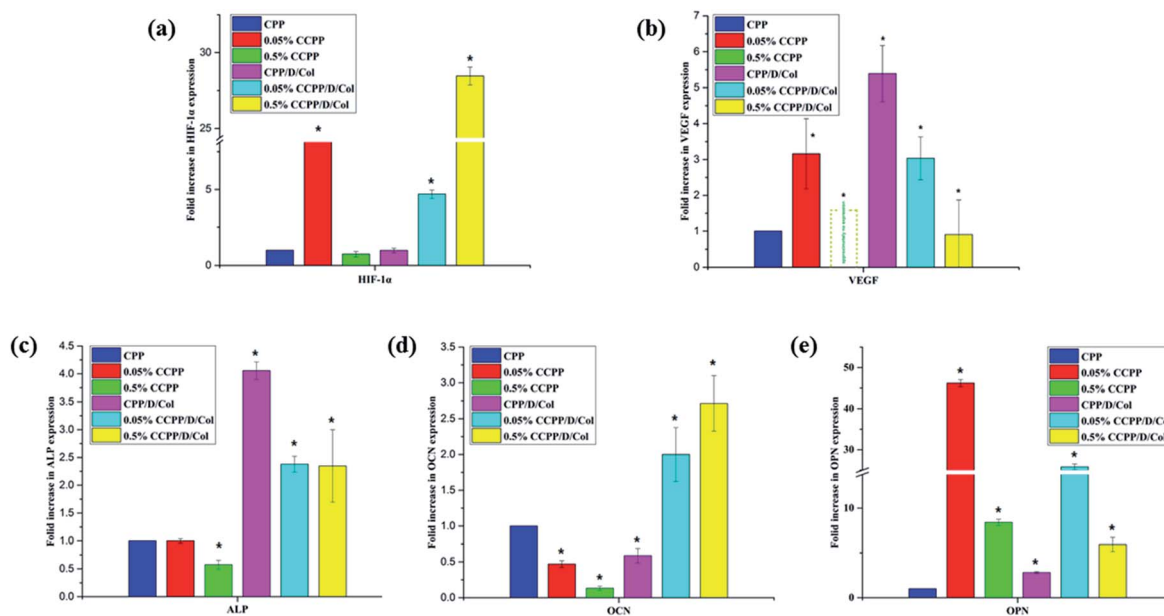 (a)
CPP
0.05% CCPP
0.5% CCPP
CPP/D/Col
0.05% CCPP/D/Col
0.5% CCPP/D/Col
Folid increase in HIF-1α expression
30
25
5
0
*
*
*
HIF-1α
(b)
CPP
0.05% CCPP
0.5% CCPP
CPP/D/Col
0.05% CCPP/D/Col
0.5% CCPP/D/Col
Folid increase in VEGF expression
7
6
5
4
3
2
1
0
*
*
*
*
*
VEGF
(c)
CPP
0.05% CCPP
0.5% CCPP
CPP/D/Col
0.05% CCPP/D/Col
0.5% CCPP/D/Col
Folid increase in ALP expression
4.5
4.0
3.5
3.0
2.5
2.0
1.5
1.0
0.5
0.0
*
*
*
*
ALP
(d)
CPP
0.05% CCPP
0.5% CCPP
CPP/D/Col
0.05% CCPP/D/Col
0.5% CCPP/D/Col
Folid increase in OCN expression
3.5
3.0
2.5
2.0
1.5
1.0
0.5
0.0
*
*
*
*
*
OCN
(e)
CPP
0.05% CCPP
0.5% CCPP
CPP/D/Col
0.05% CCPP/D/Col
0.5% CCPP/D/Col
Folid increase in OPN expression
50
40
30
10
0
*
*
*
*
*
OPN